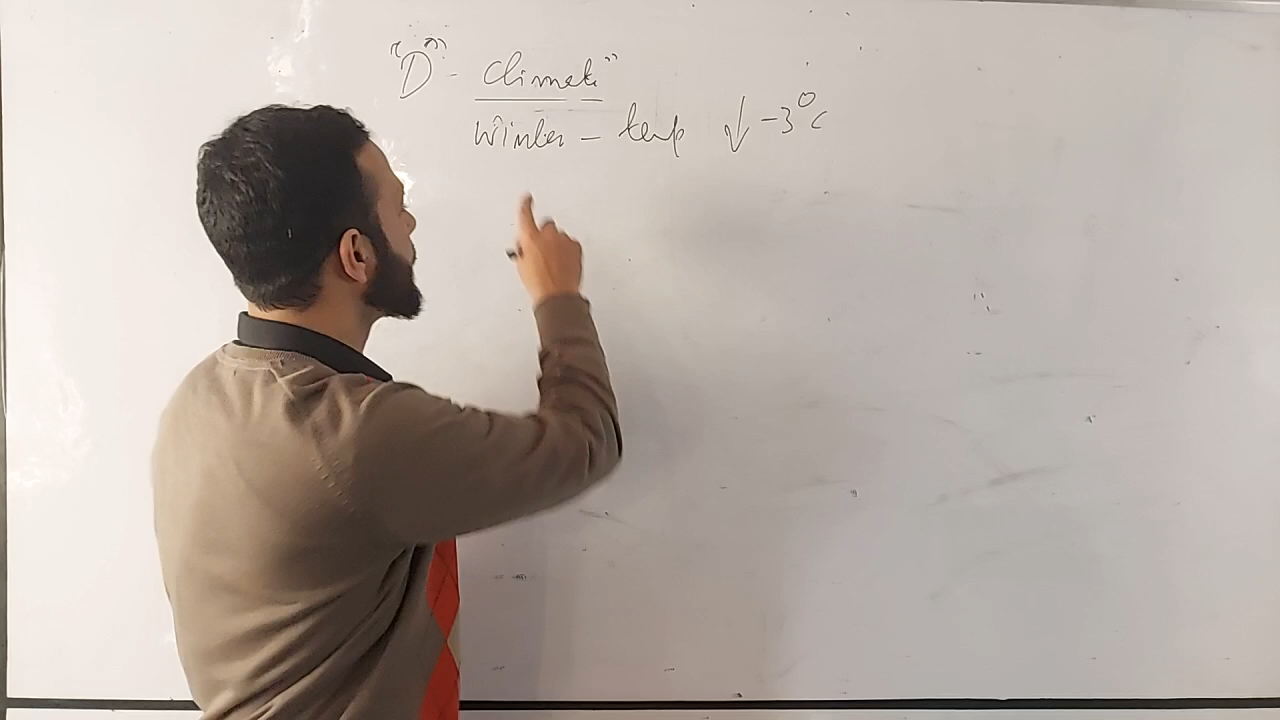 "D" - Climate"
Winter - temp ↓ -3°C